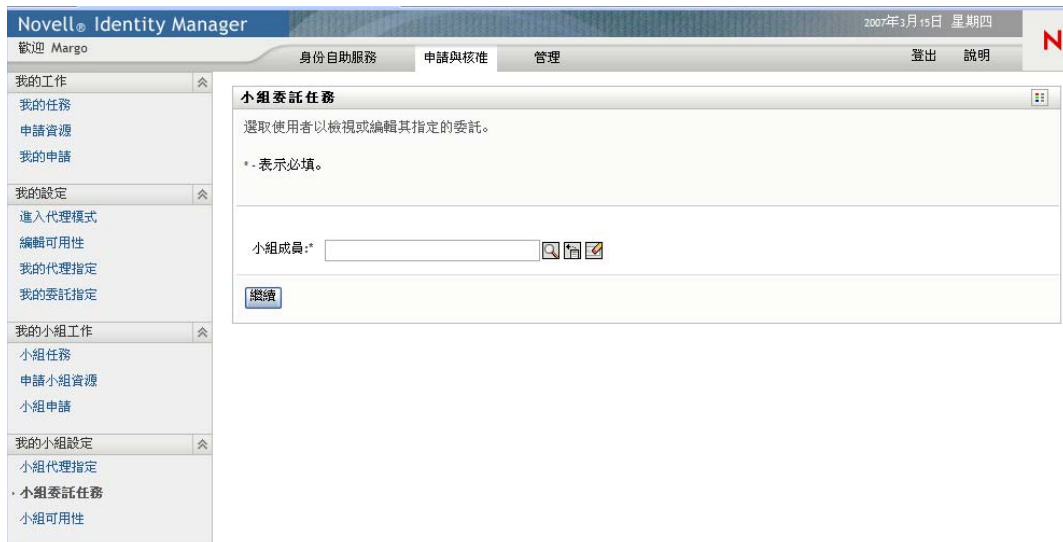 Novell® Identity Manager
2007年3月15日 星期四
歡迎 Margo
身份自助服務 申請與核准 管理 登出 說明
N
我的工作
我的任務
申請資源
我的申請
我的設定
進入代理模式
編輯可用性
我的代理指定
我的委託指定
我的小組工作
小組任務
申請小組資源
小組申請
我的小組設定
小組代理指定
小組委託任務
小組可用性
小組委託任務
選取使用者以檢視或編輯其指定的委託。
* - 表示必填。
小組成員:*
繼續